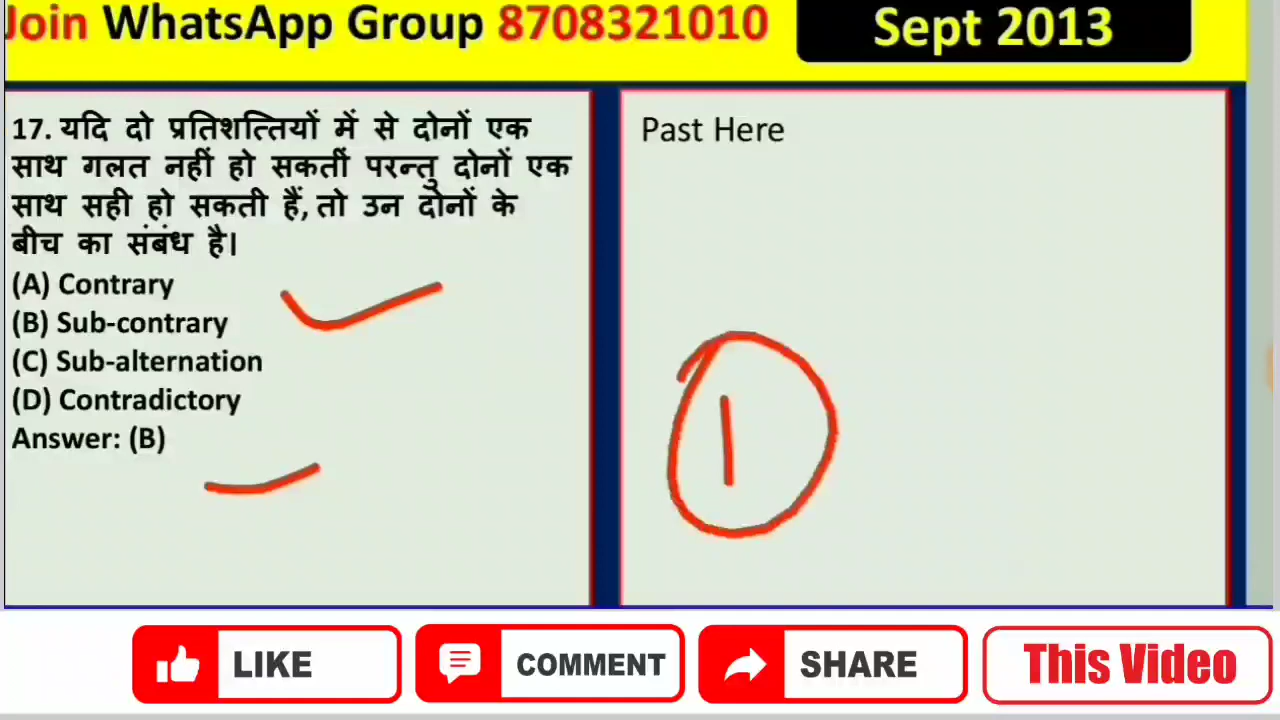 Join WhatsApp Group 8708321010
Sept 2013
17. यदि दो प्रतिशत्तियों में से दोनों एक
साथ गलत नहीं हो सकतीं परन्तु दोनों एक
साथ सही हो सकती हैं, तो उन दोनों के
बीच का संबंध है।
(A) Contrary
(B) Sub-contrary
(C) Sub-alternation
(D) Contradictory
Answer: (B)
Past Here
1
LIKE
COMMENT
SHARE
This Video